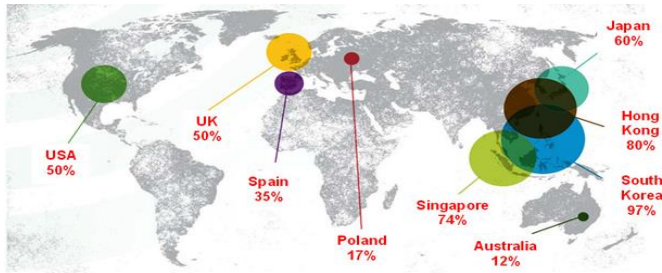 Japan
60%
UK
50%
Hong
Kong
80%
USA
50%
Spain
35%
Singapore
74%
South
Korea
97%
Poland
17%
Australia
12%